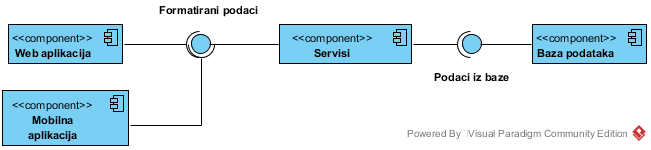 Formatirani podaci
<<component>>
Web aplikacija
<<component>>
Servisi
<<component>>
Baza podataka
Podaci iz baze
<<component>>
Mobilna
aplikacija
Powered By Visual Paradigm Community Edition